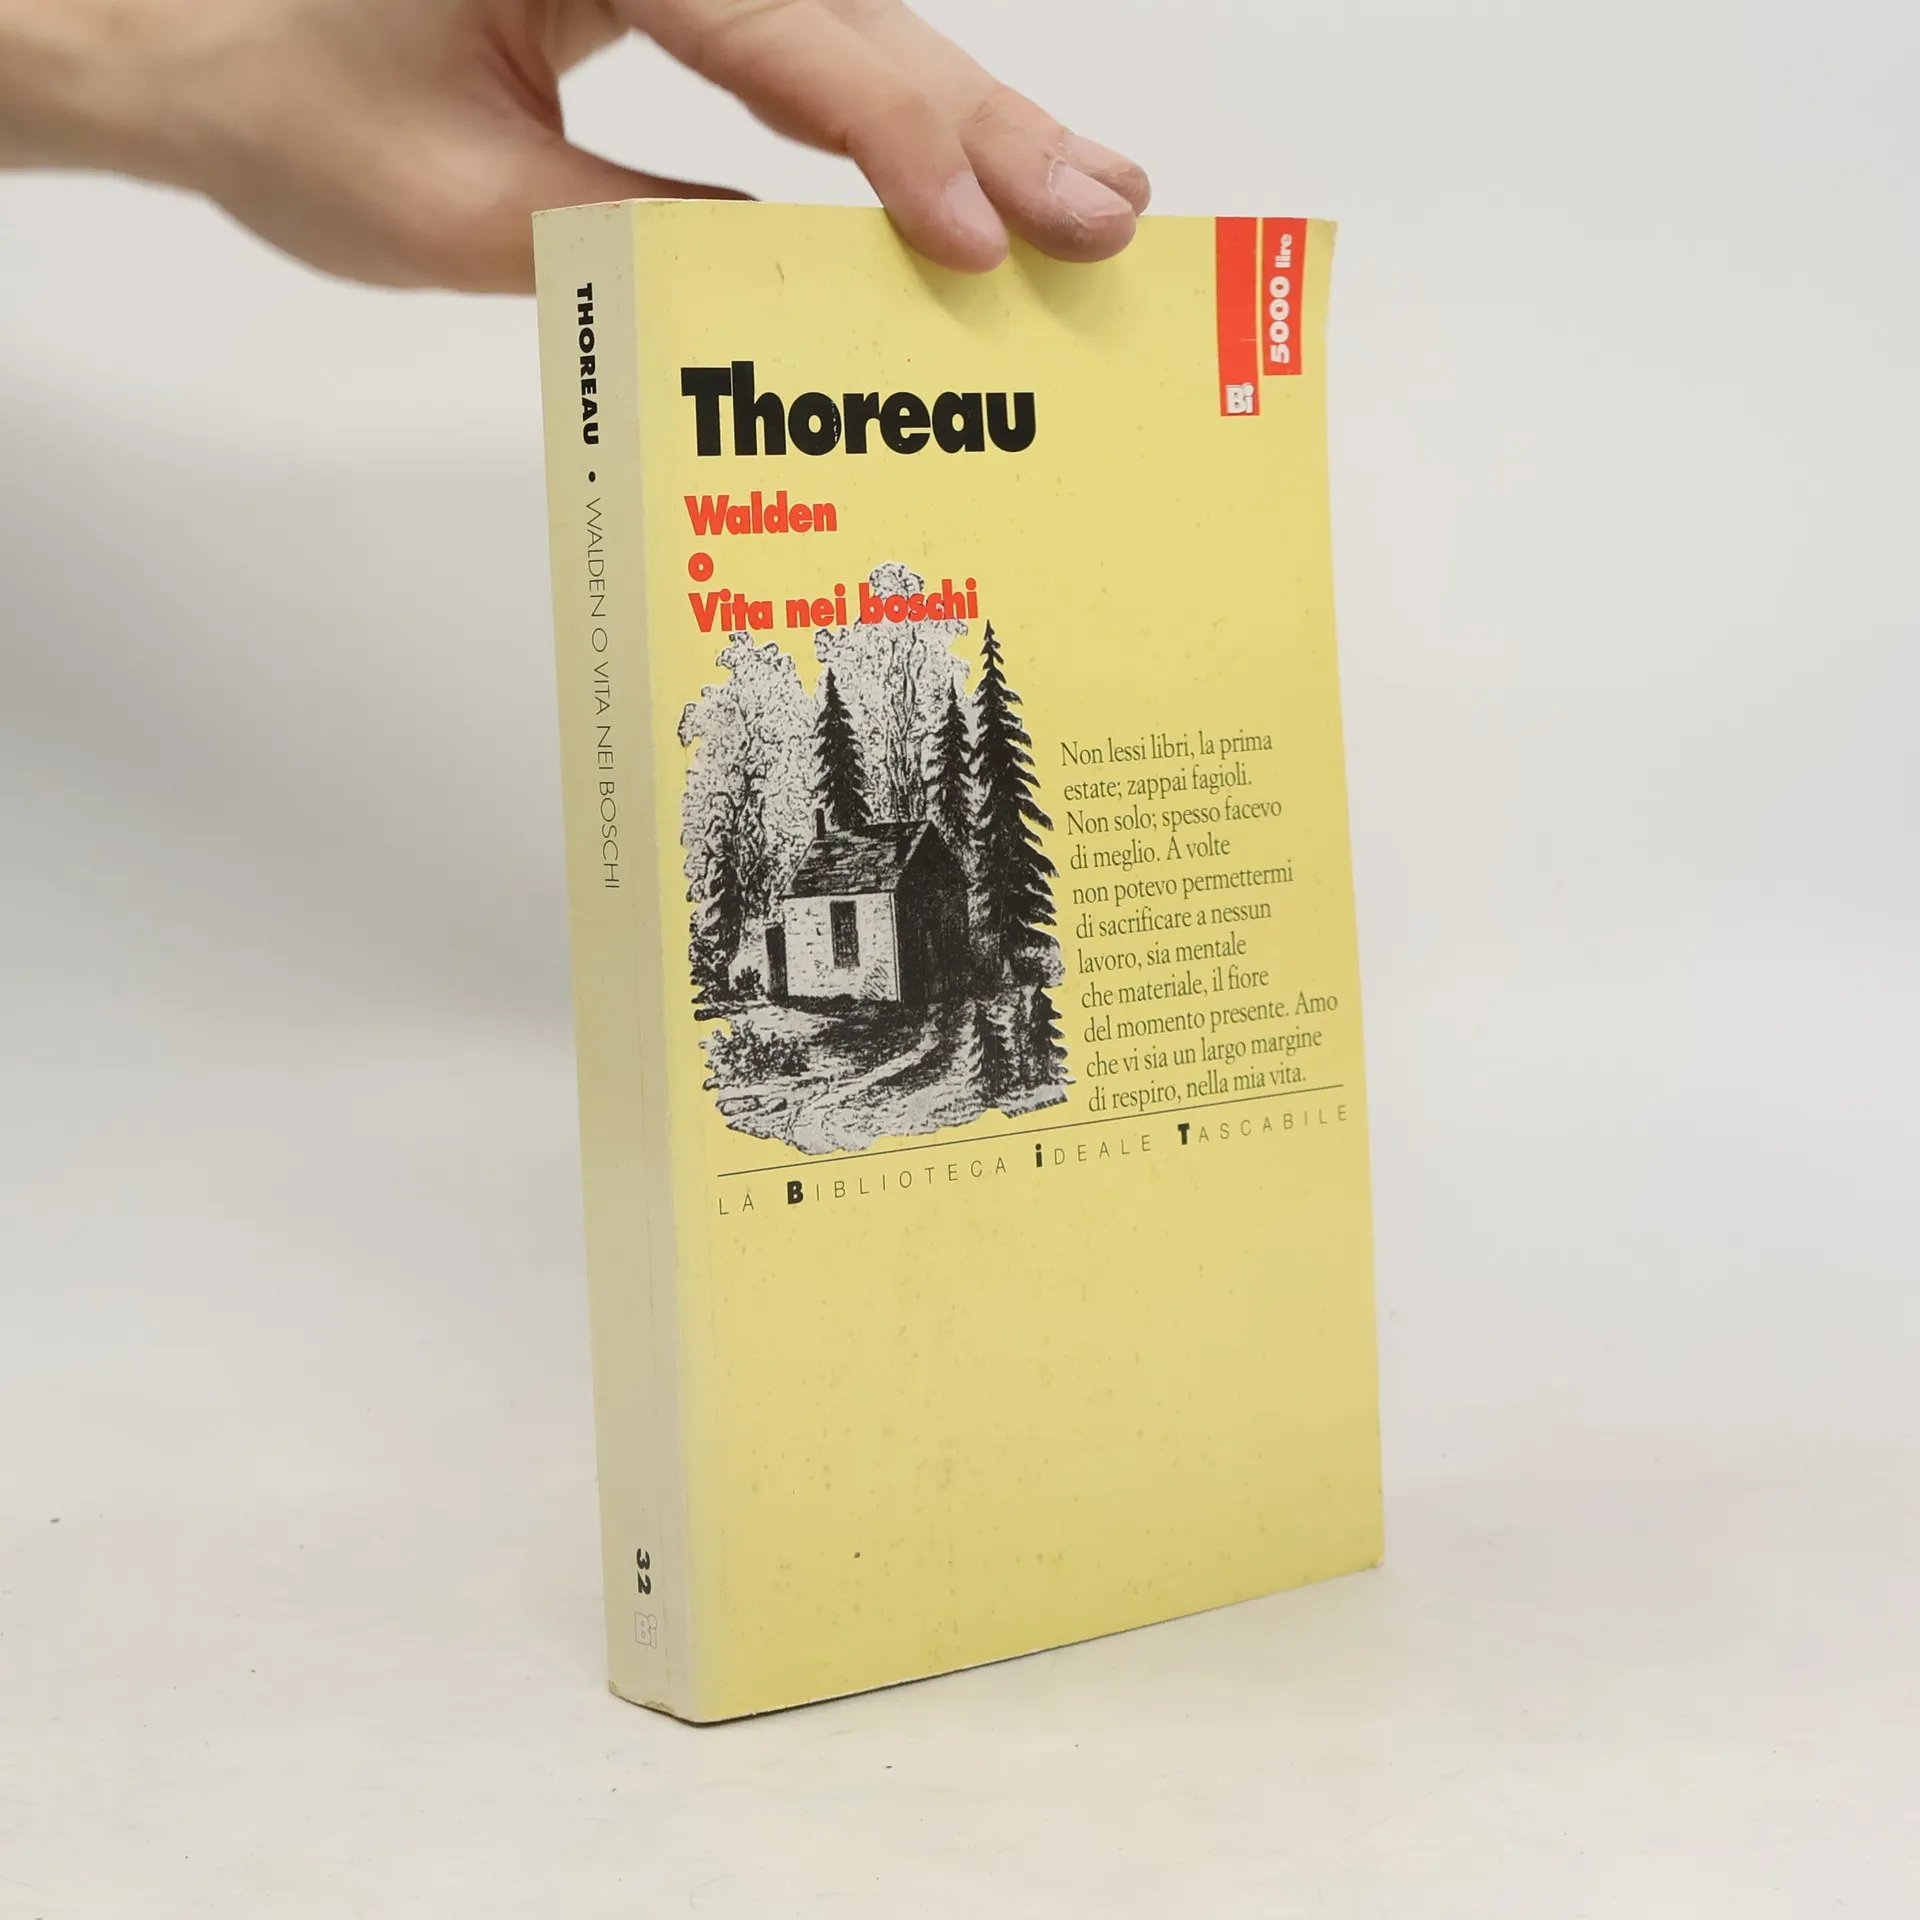 THOREAU • WALDEN O VITA NEI BOSCHI
32 Bi
Bi
5000 lire
Thoreau
Walden
o
Vita nei boschi
Non lessi libri, la prima
estate; zappai fagioli.
Non solo; spesso facevo
di meglio. A volte
non potevo permettermi
di sacrificare a nessun
lavoro, sia mentale
che materiale, il fiore
del momento presente. Amo
che vi sia un largo margine
di respiro, nella mia vita.
LA BIBLIOTECA iDEALE TASCABILE